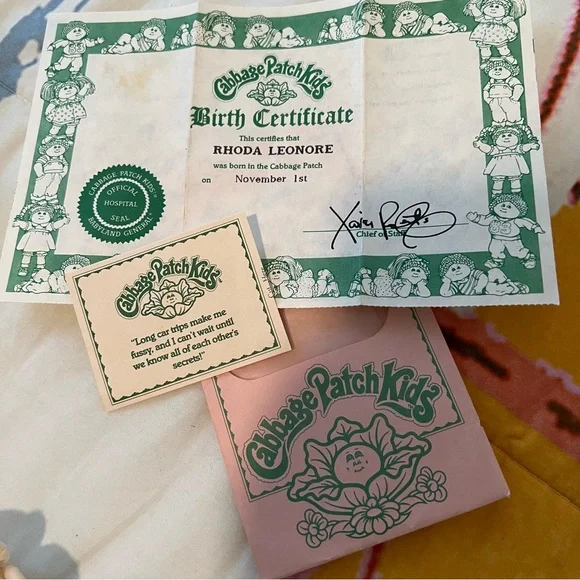 Cabbage Patch Kids
Birth Certificate
This certifies that
RHODA LEONORE
was born in the Cabbage Patch
on November 1st
Chief of Staff
CABBAGE PATCH KIDS
OFFICIAL
HOSPITAL
SEAL
BABYLAND GENERAL
Cabbage Patch Kids
"Long car trips make me
fussy, and I can't wait until
we know all of each other's
secrets!"
Cabbage Patch Kids